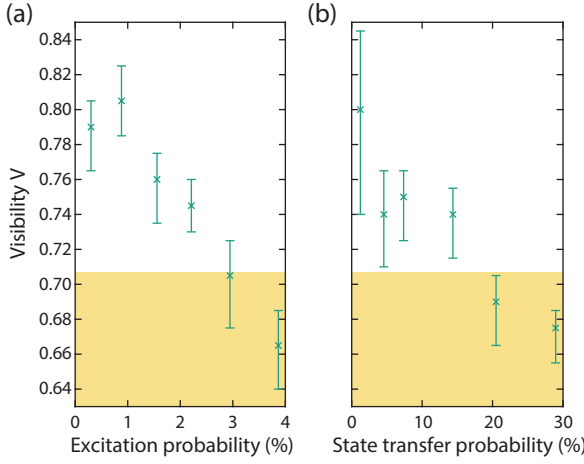 (a)
(b)
Visibility V
0.84
0.82
0.80
0.78
0.76
0.74
0.72
0.70
0.68
0.66
0.64
0 1 2 3 4
0 10 20 30
Excitation probability (%)
State transfer probability (%)